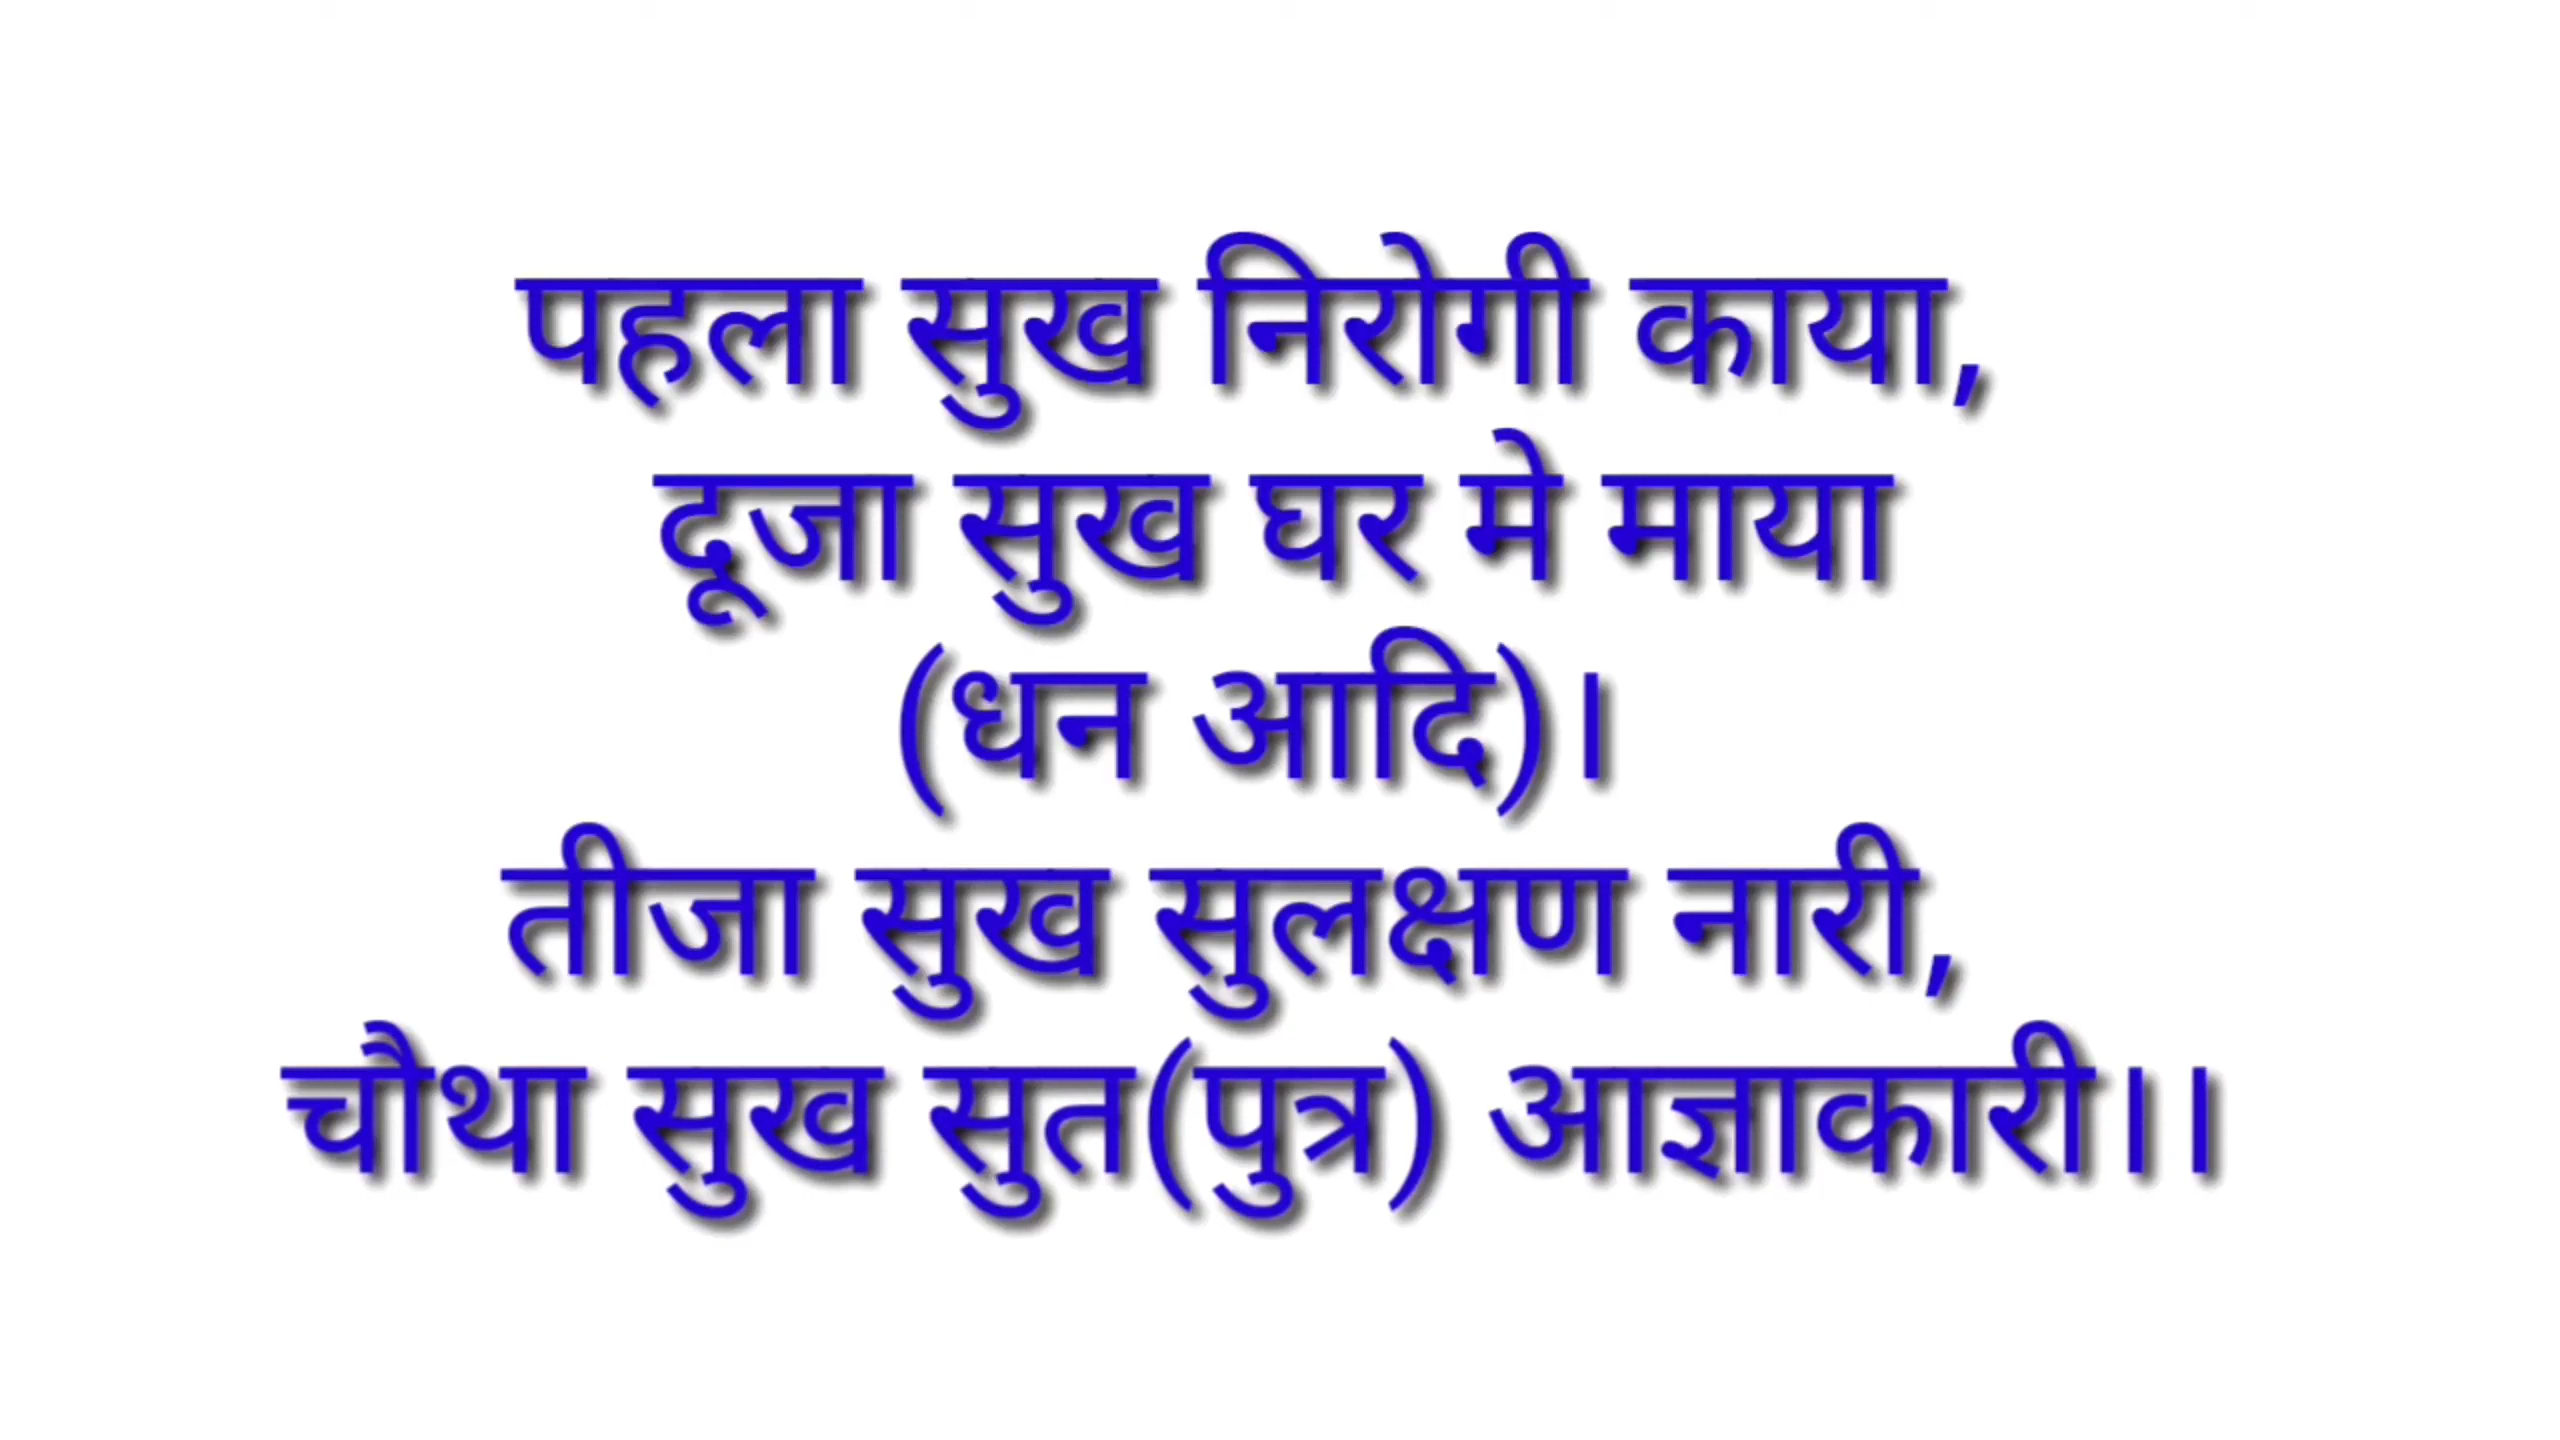 पहला सुख निरोगी काया,
दूजा सुख घर मे माया
(धन आदि)।
तीजा सुख सुलक्षण नारी,
चौथा सुख सुत(पुत्र) आज्ञाकारी।।